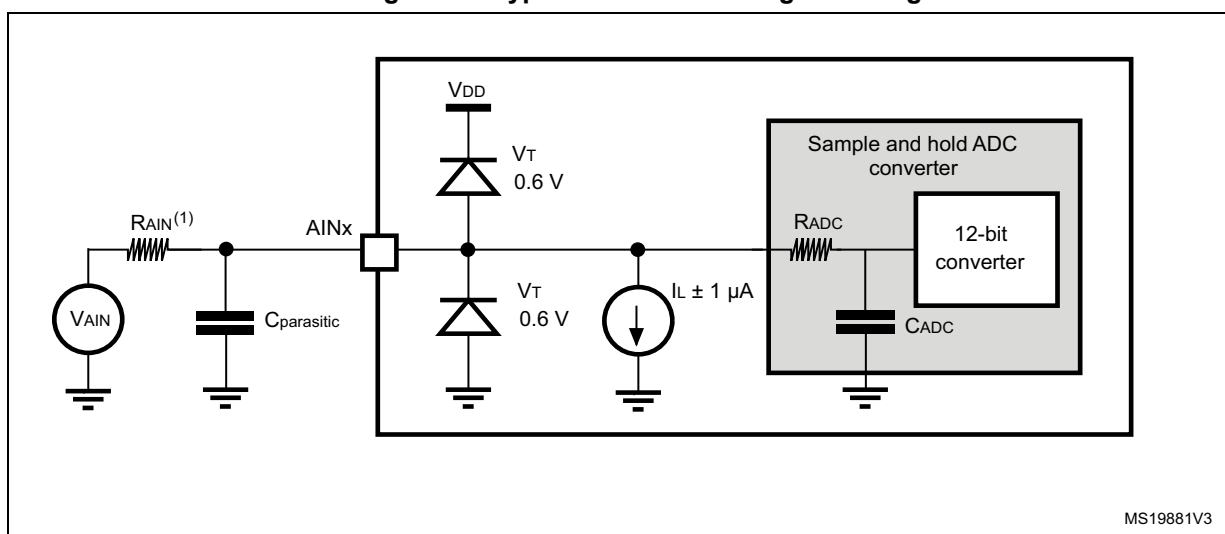 VDD
Sample and hold ADC
converter
VT
0.6 V
RAIN(1)
AINx
RADC
12-bit
converter
VT
0.6 V
IL ± 1 µA
VAIN
Cparasitic
CADC
MS19881V3